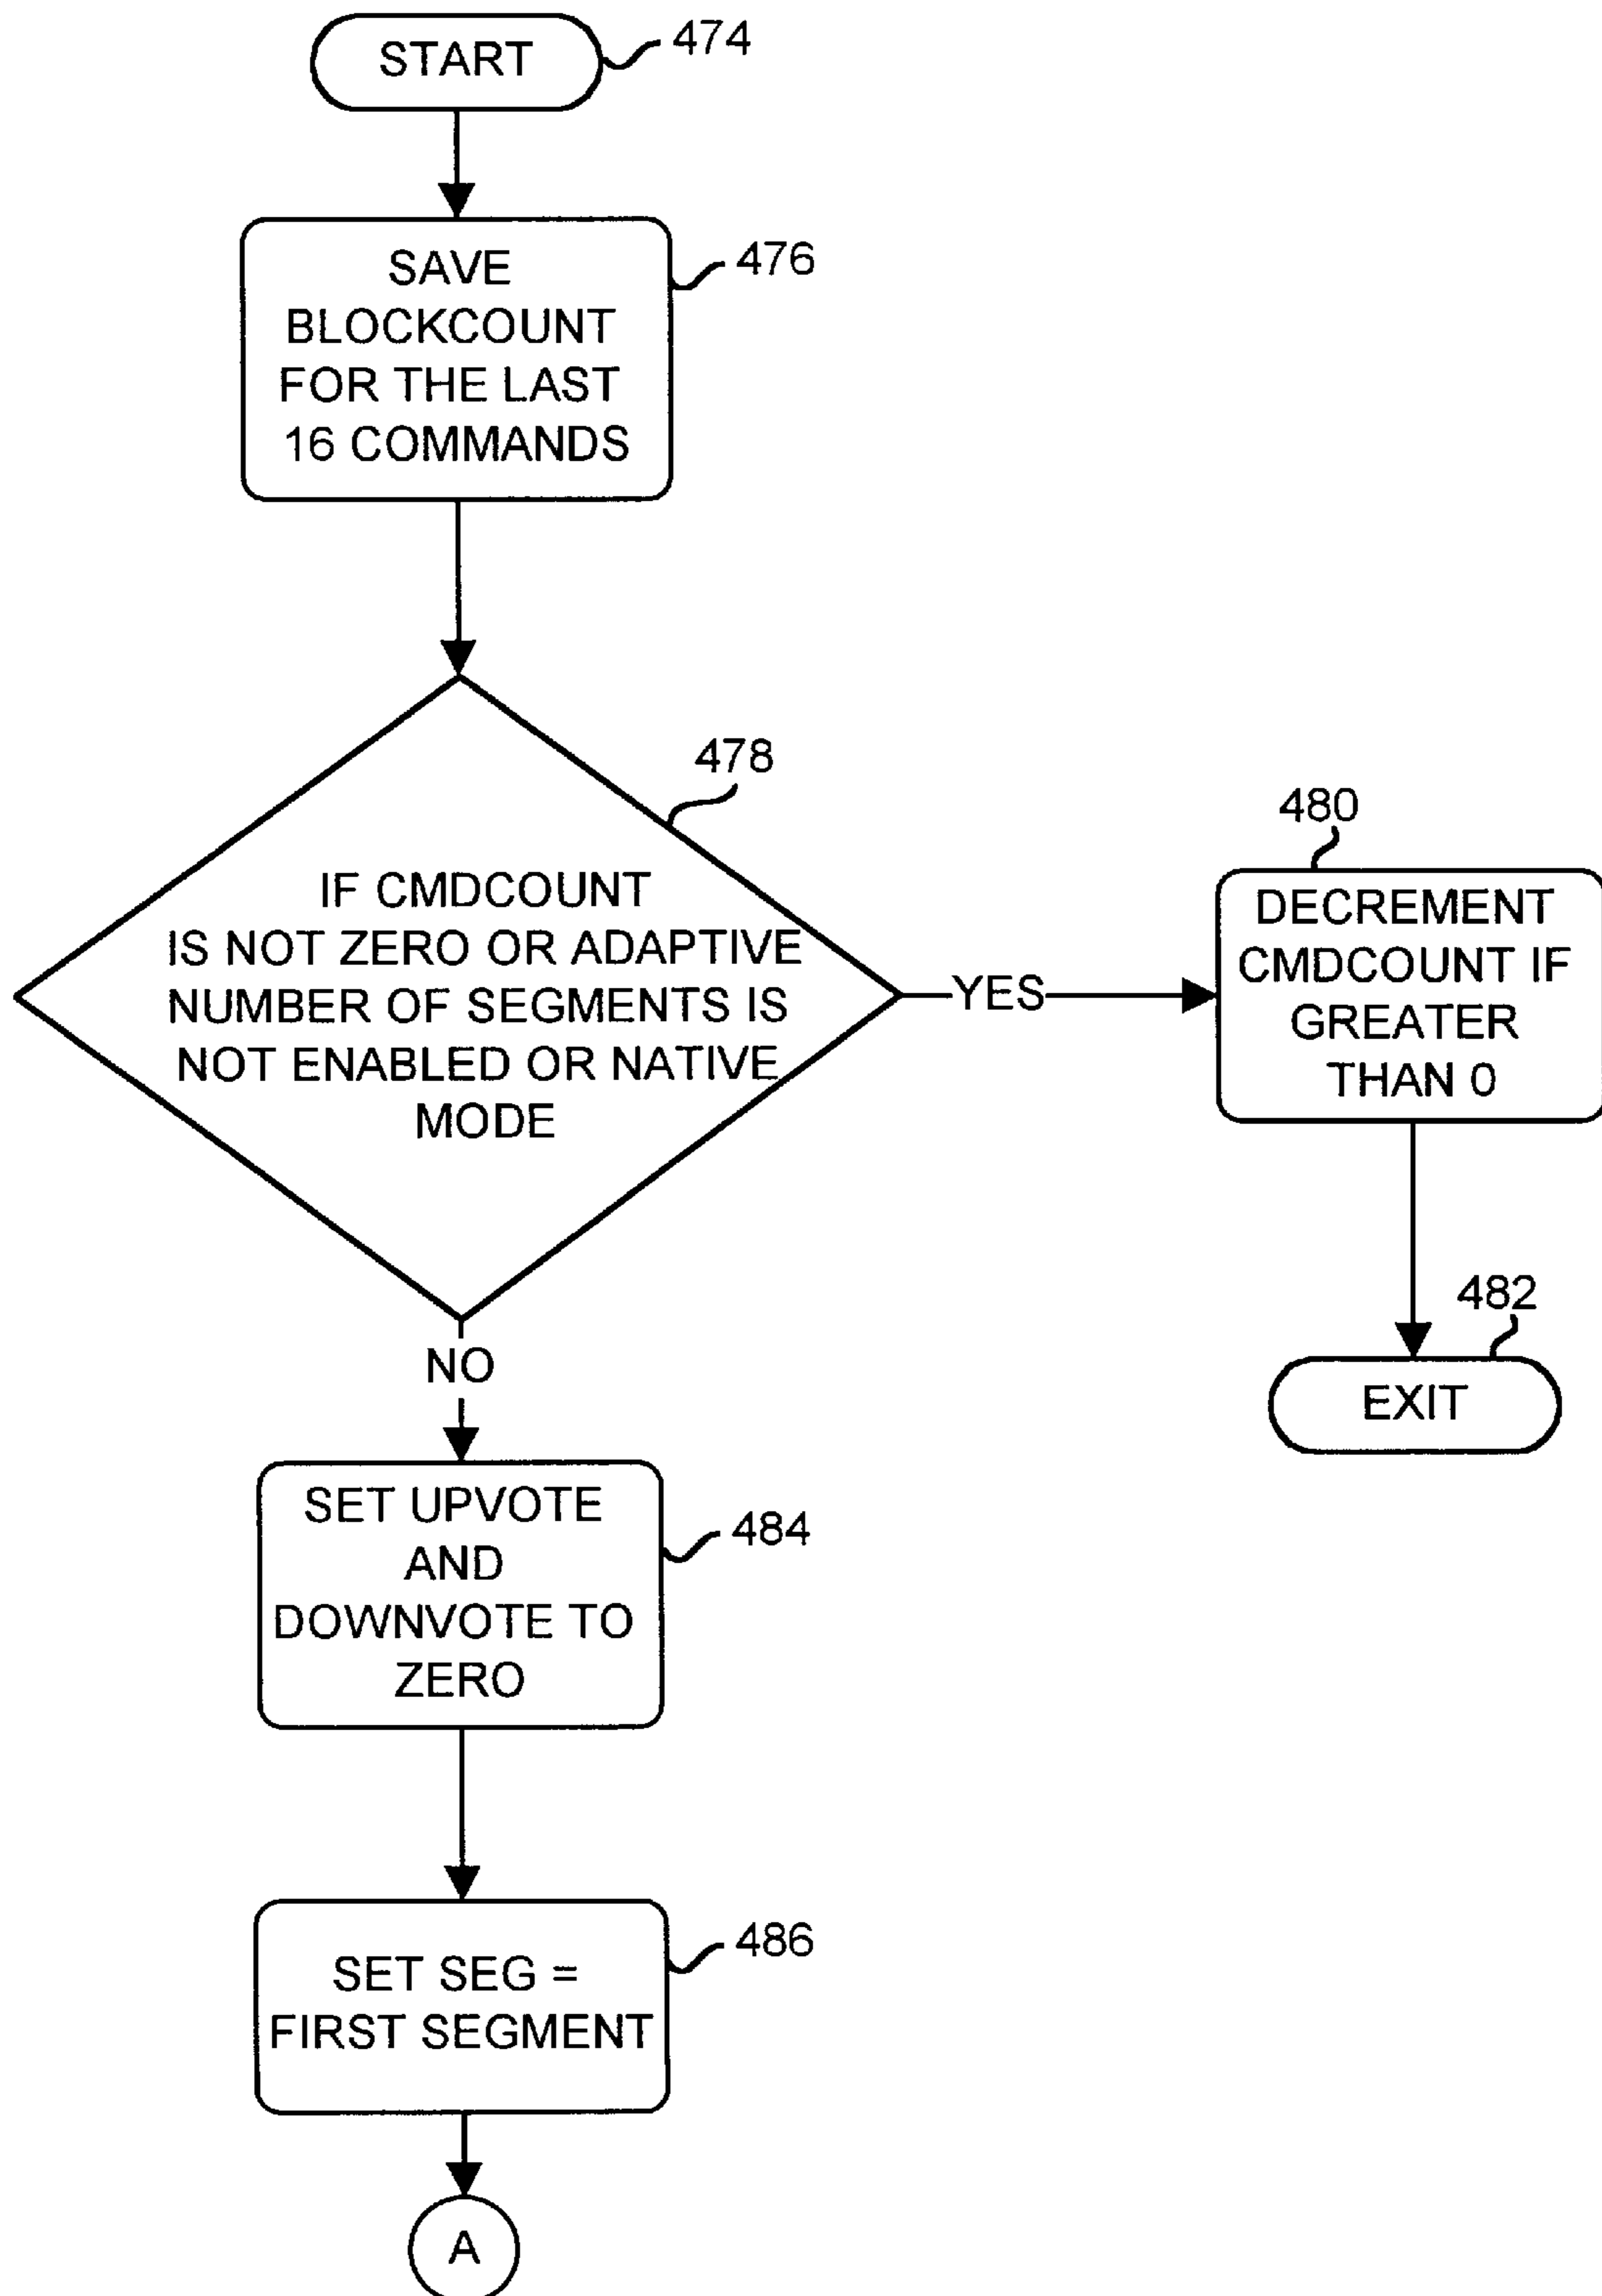 START
474
SAVE
BLOCKCOUNT
FOR THE LAST
16 COMMANDS
476
478
IF CMDCOUNT
IS NOT ZERO OR ADAPTIVE
NUMBER OF SEGMENTS IS
NOT ENABLED OR NATIVE
MODE
YES
480
DECREMENT
CMDCOUNT IF
GREATER
THAN 0
482
EXIT
NO
SET UPVOTE
AND
DOWNVOTE TO
ZERO
484
SET SEG =
FIRST SEGMENT
486
A